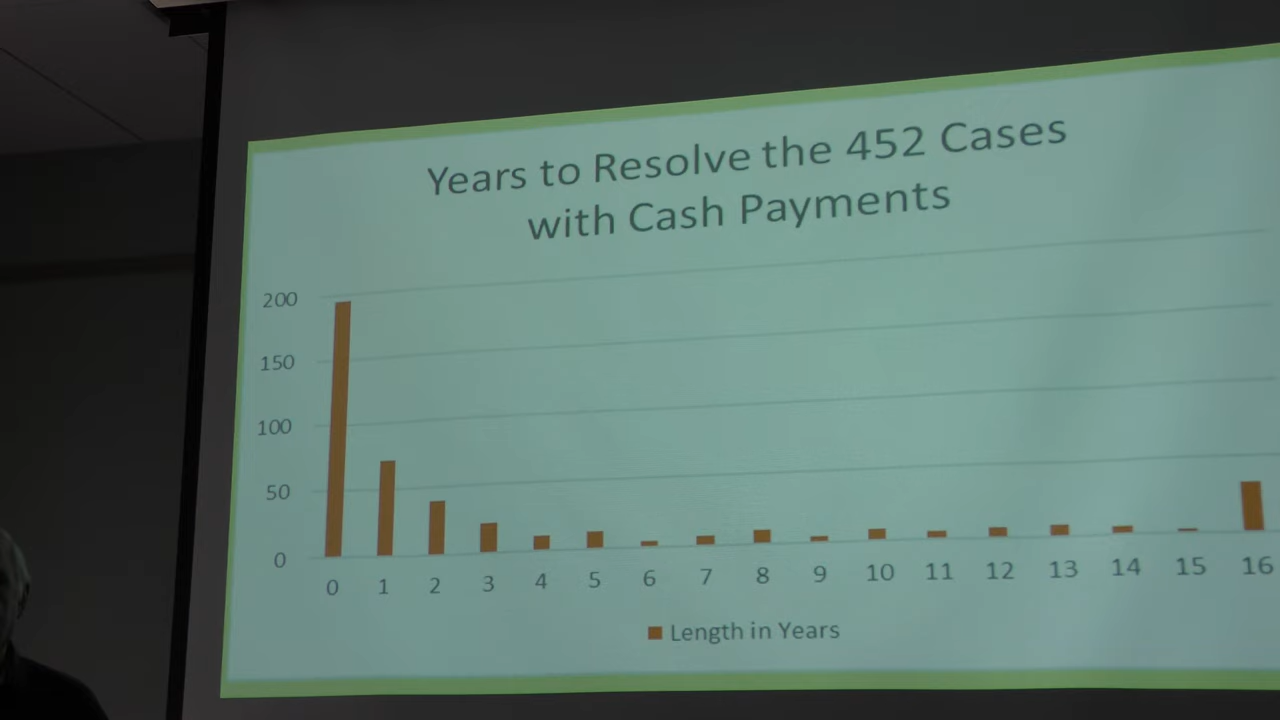 Years to Resolve the 452 Cases
with Cash Payments
200
150
100
50
0
0 1 2 3 4 5 6 7 8 9 10 11 12 13 14 15 16
Length in Years